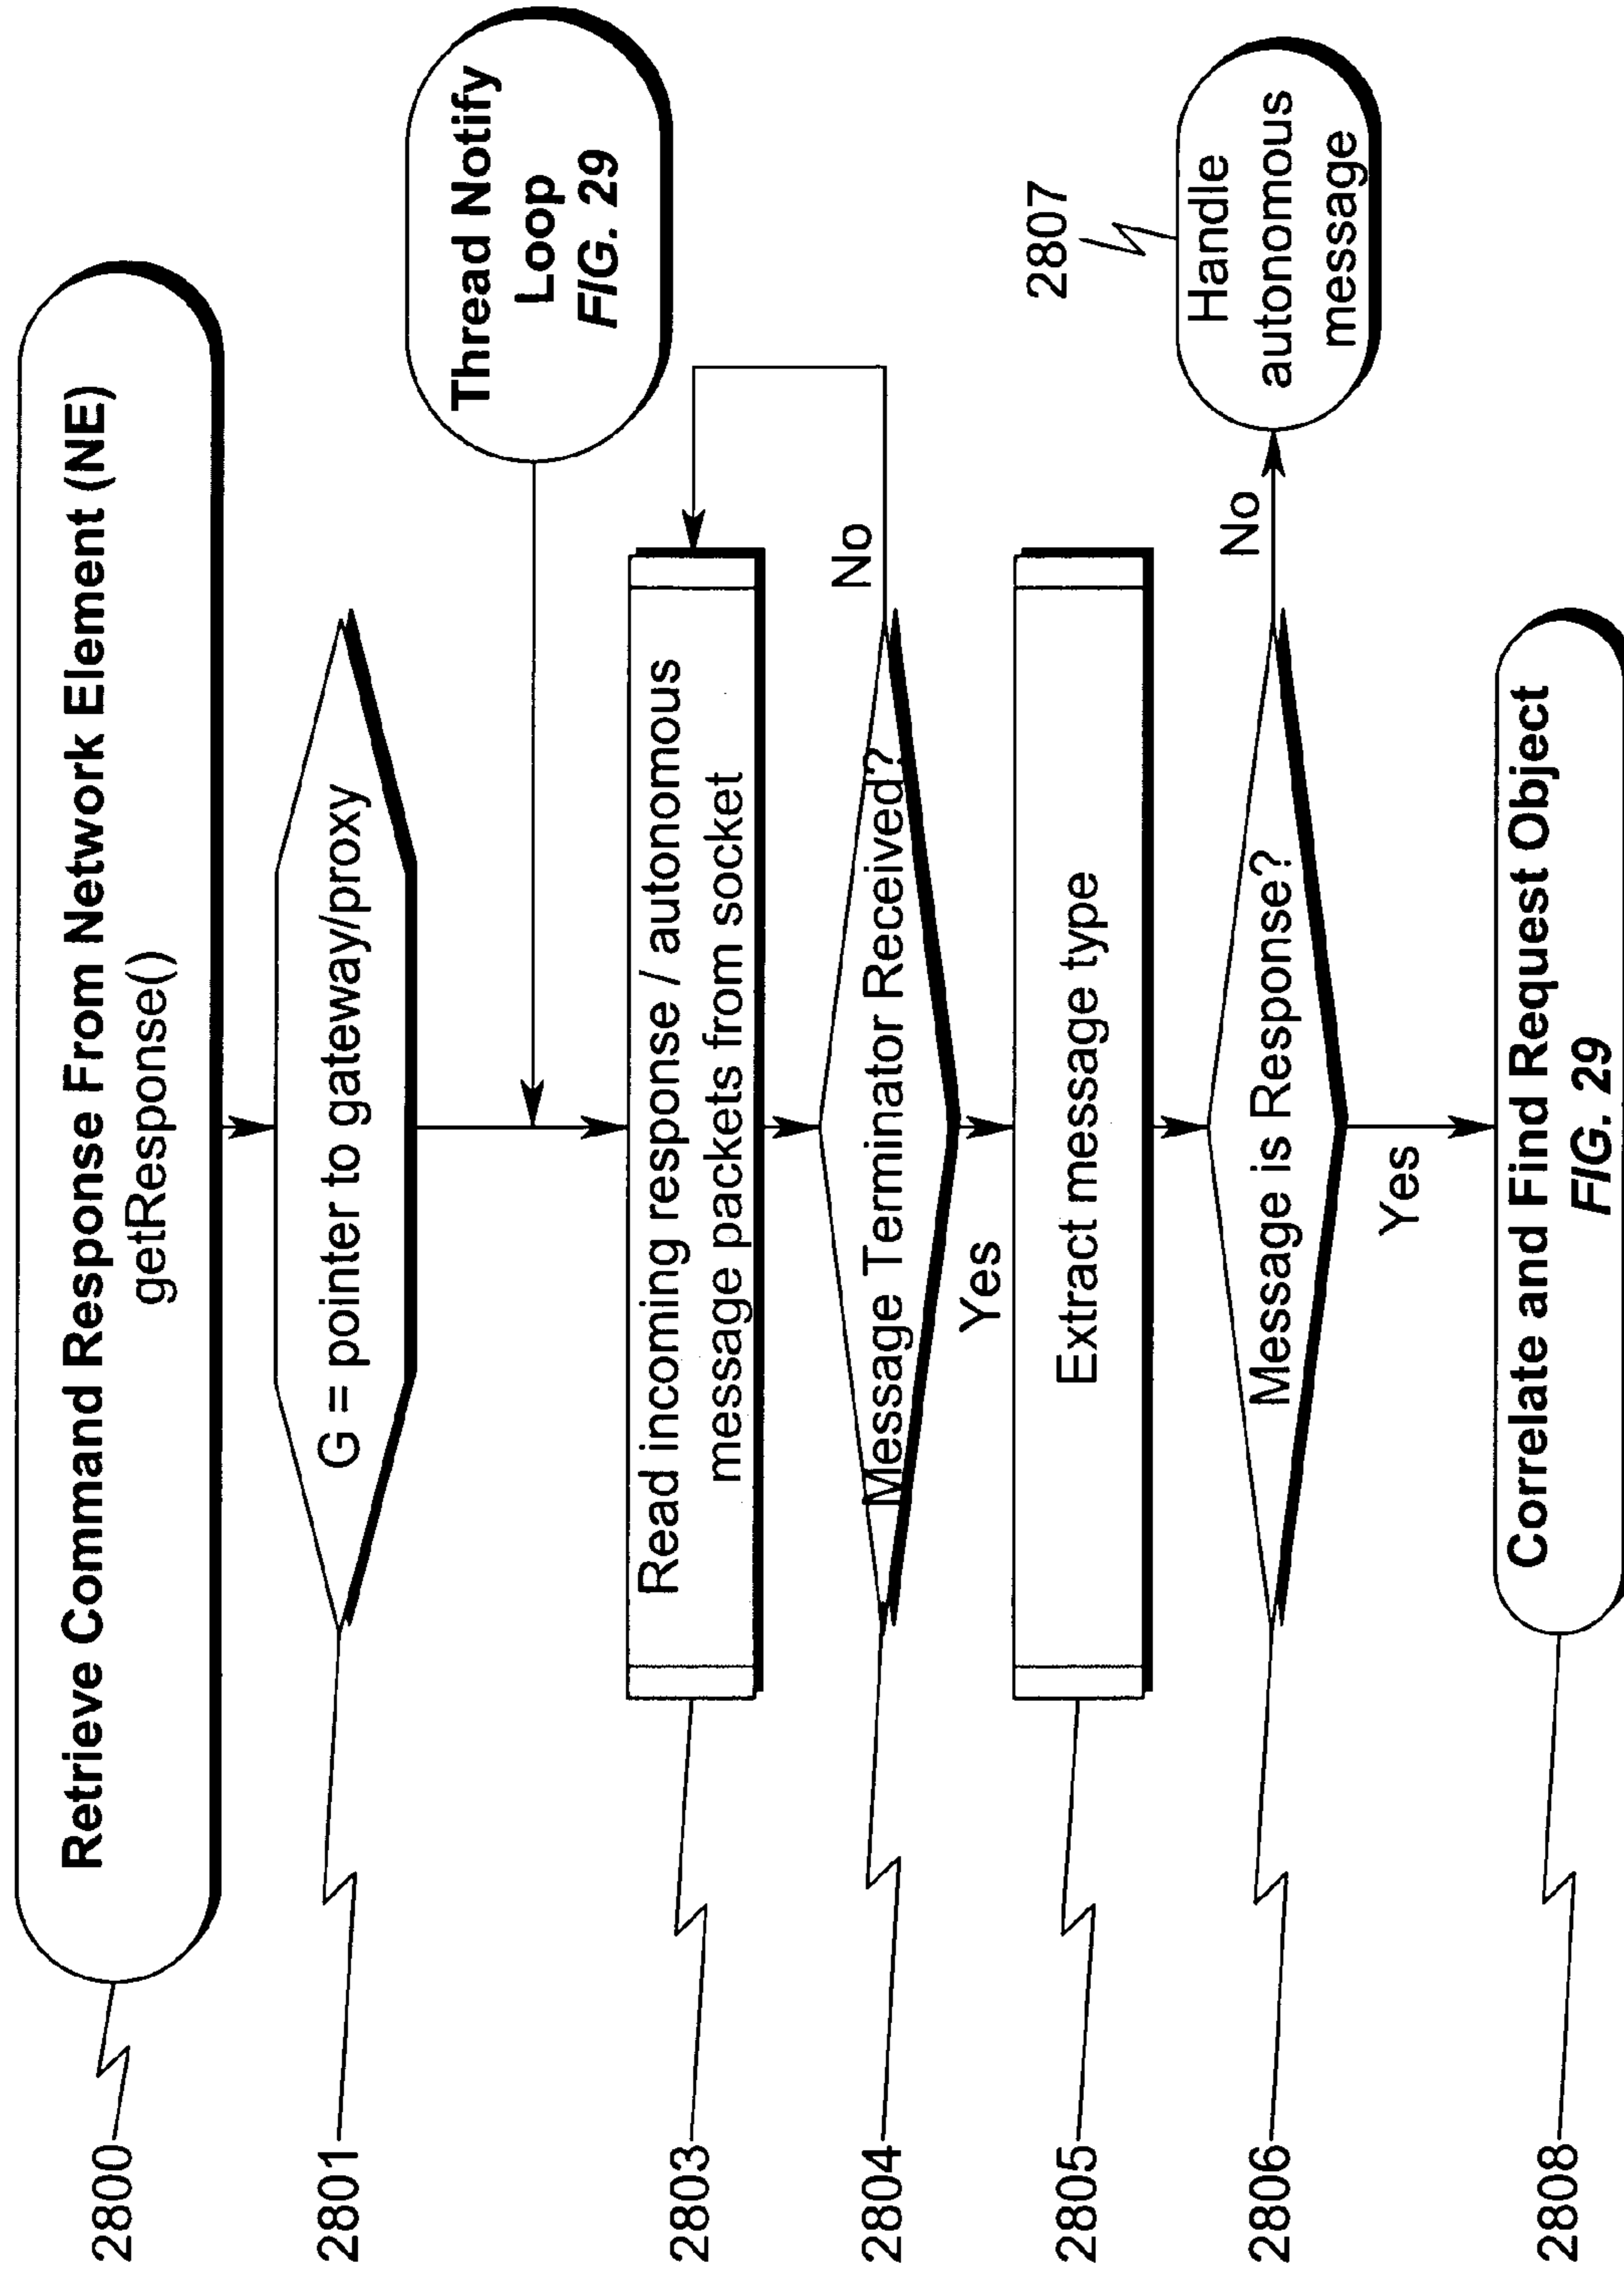 2800
Retrieve Command Response From Network Element (NE)
getResponse()
2801
G = pointer to gateway/proxy
Thread Notify
Loop
FIG. 29
2803
Read incoming response / autonomous
message packets from socket
2804
Message Terminator Received?
No
Yes
2805
Extract message type
2806
Message is Response?
No
2807
Handle
autonomous
message
Yes
2808
Correlate and Find Request Object
FIG. 29